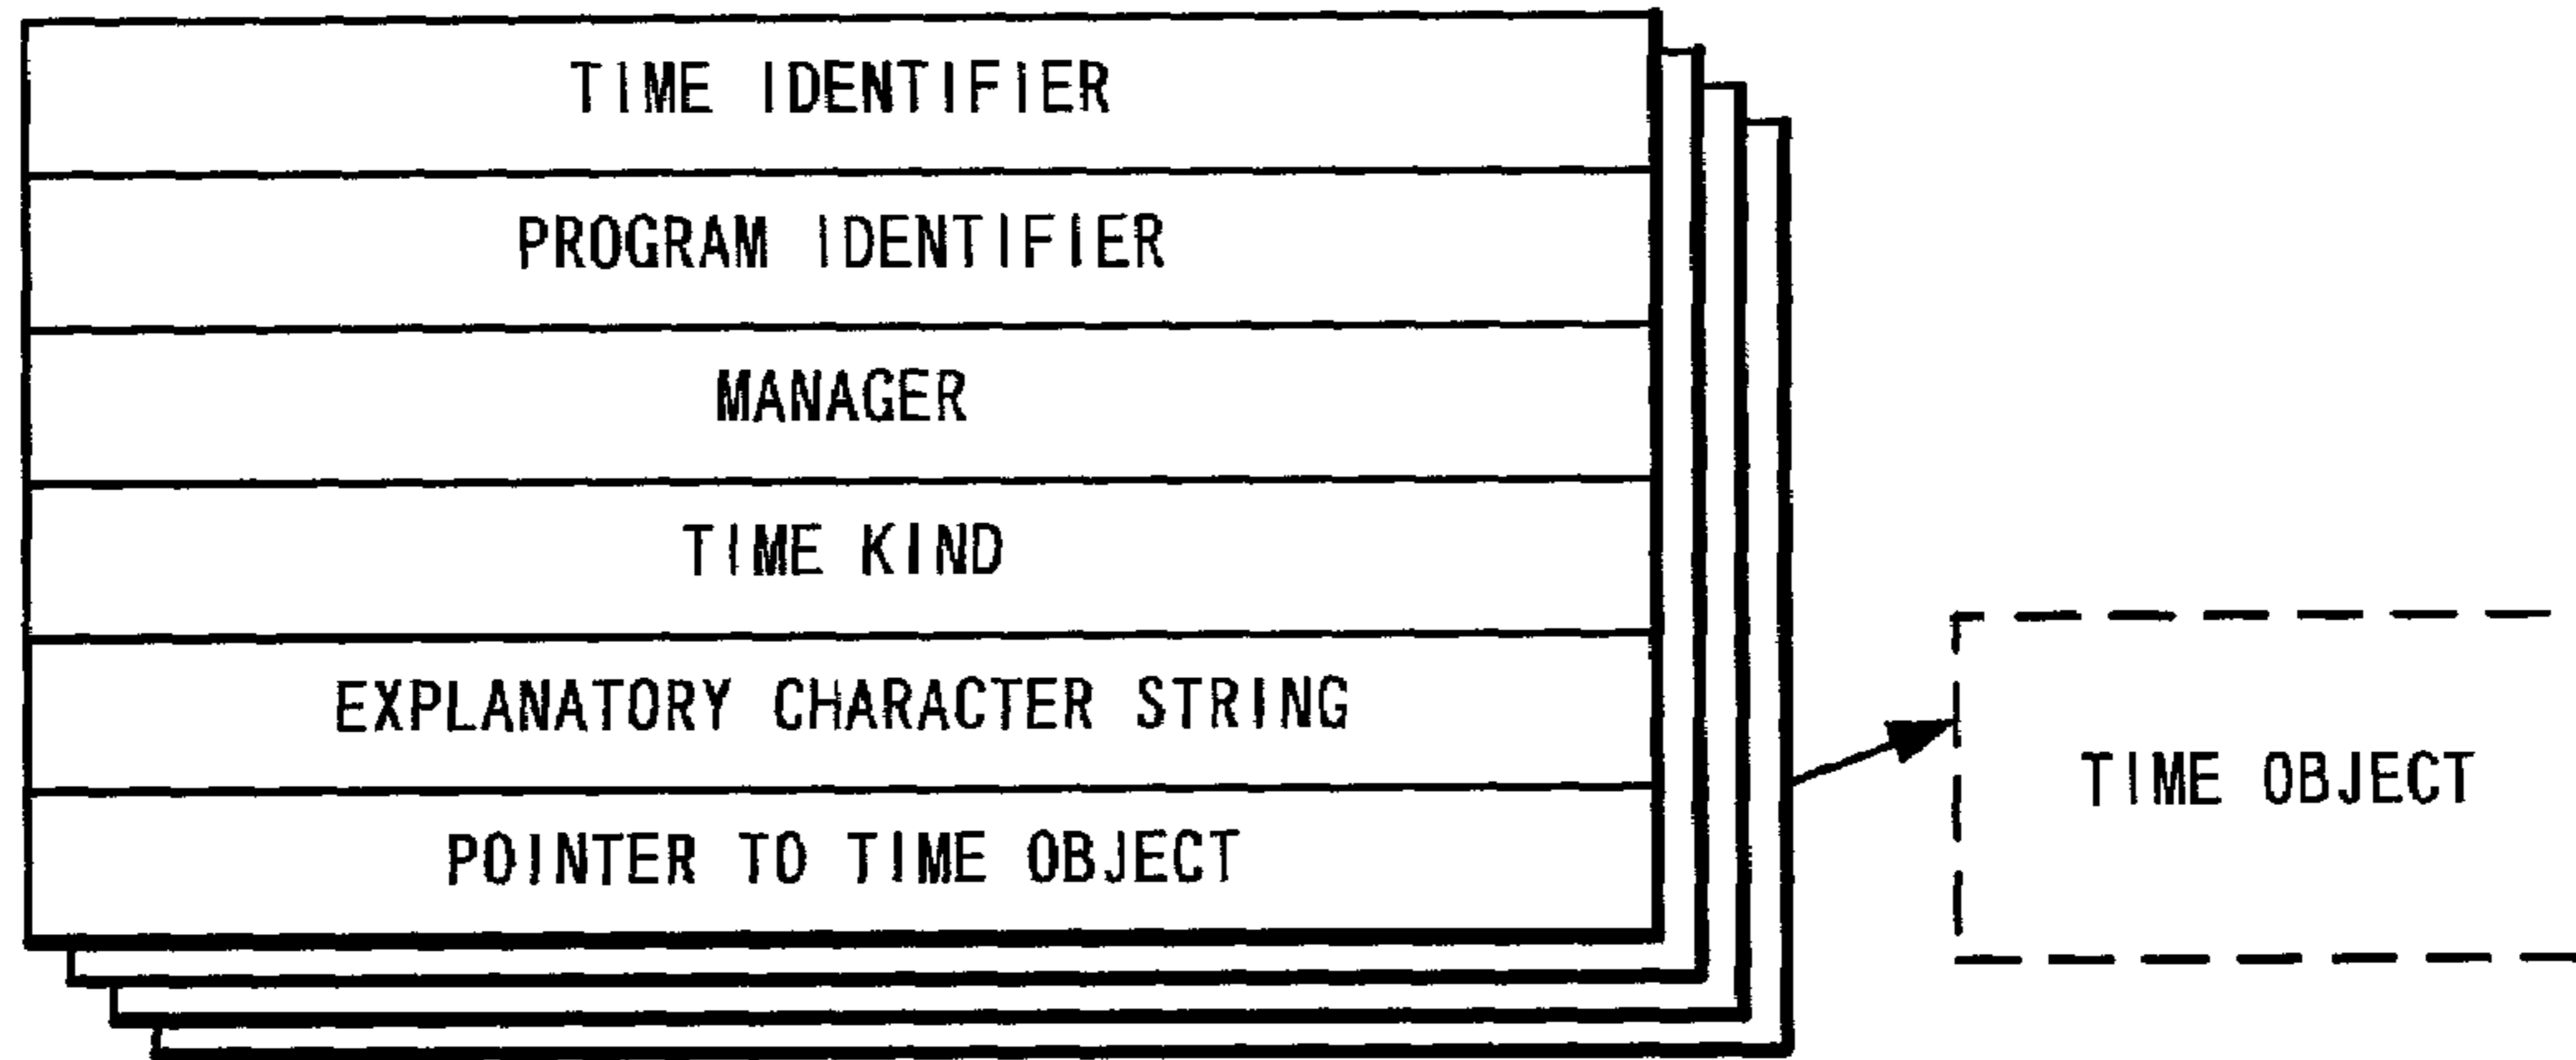 TIME IDENTIFIER
PROGRAM IDENTIFIER
MANAGER
TIME KIND
EXPLANATORY CHARACTER STRING
POINTER TO TIME OBJECT
TIME OBJECT